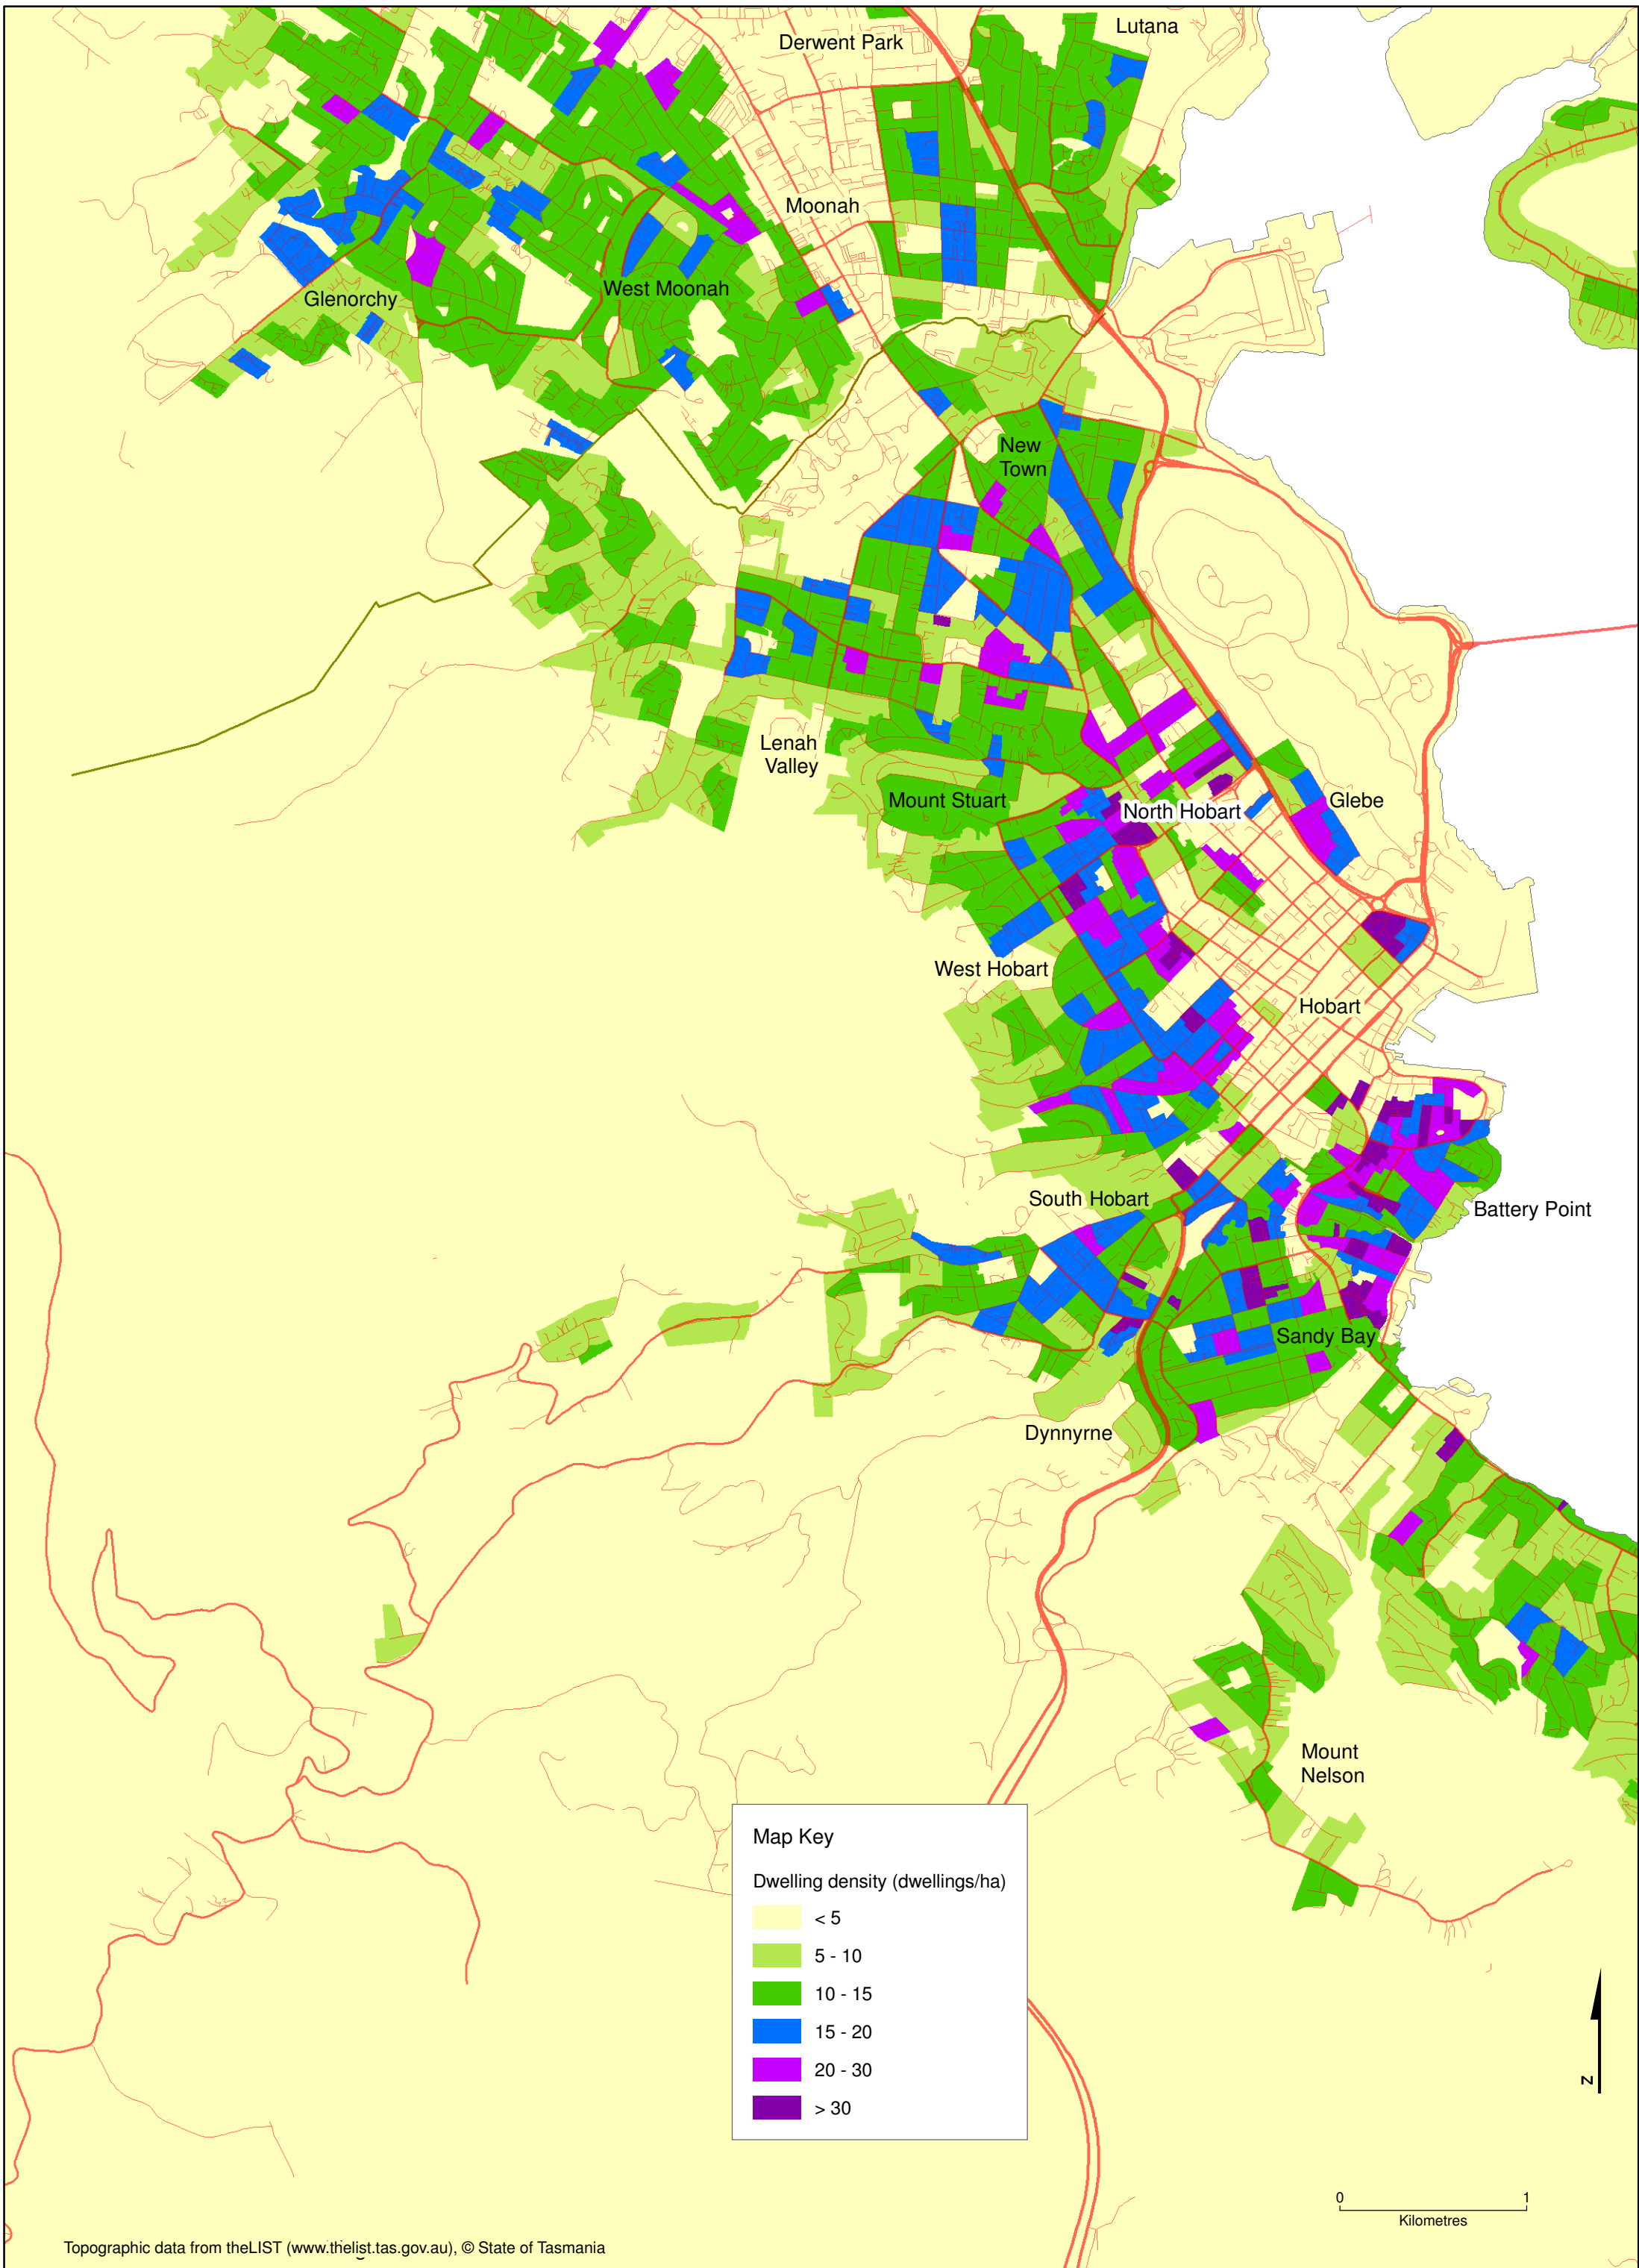 Lutana
Derwent Park
Moonah
West Moonah
Glenorchy
New
Town
Lenah
Valley
Mount Stuart
North Hobart
Glebe
West Hobart
Hobart
South Hobart
Battery Point
Sandy Bay
Dynnyrne
Mount
Nelson
Map Key
Dwelling density (dwellings/ha)
< 5
5 - 10
10 - 15
15 - 20
20 - 30
> 30
N
0 1
Kilometres
Topographic data from theLIST (www.thelist.tas.gov.au), © State of Tasmania